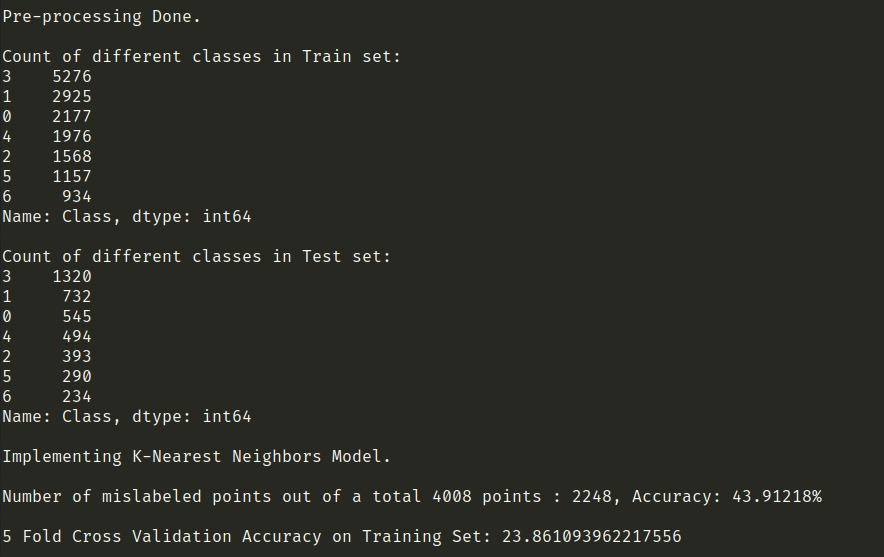 Pre-processing Done.
Count of different classes in Train set:
3    5276
1    2925
0    2177
4    1976
2    1568
5    1157
6     934
Name: Class, dtype: int64
Count of different classes in Test set:
3    1320
1     732
0     545
4     494
2     393
5     290
6     234
Name: Class, dtype: int64
Implementing K-Nearest Neighbors Model.
Number of mislabeled points out of a total 4008 points : 2248, Accuracy: 43.91218%
5 Fold Cross Validation Accuracy on Training Set: 23.861093962217556